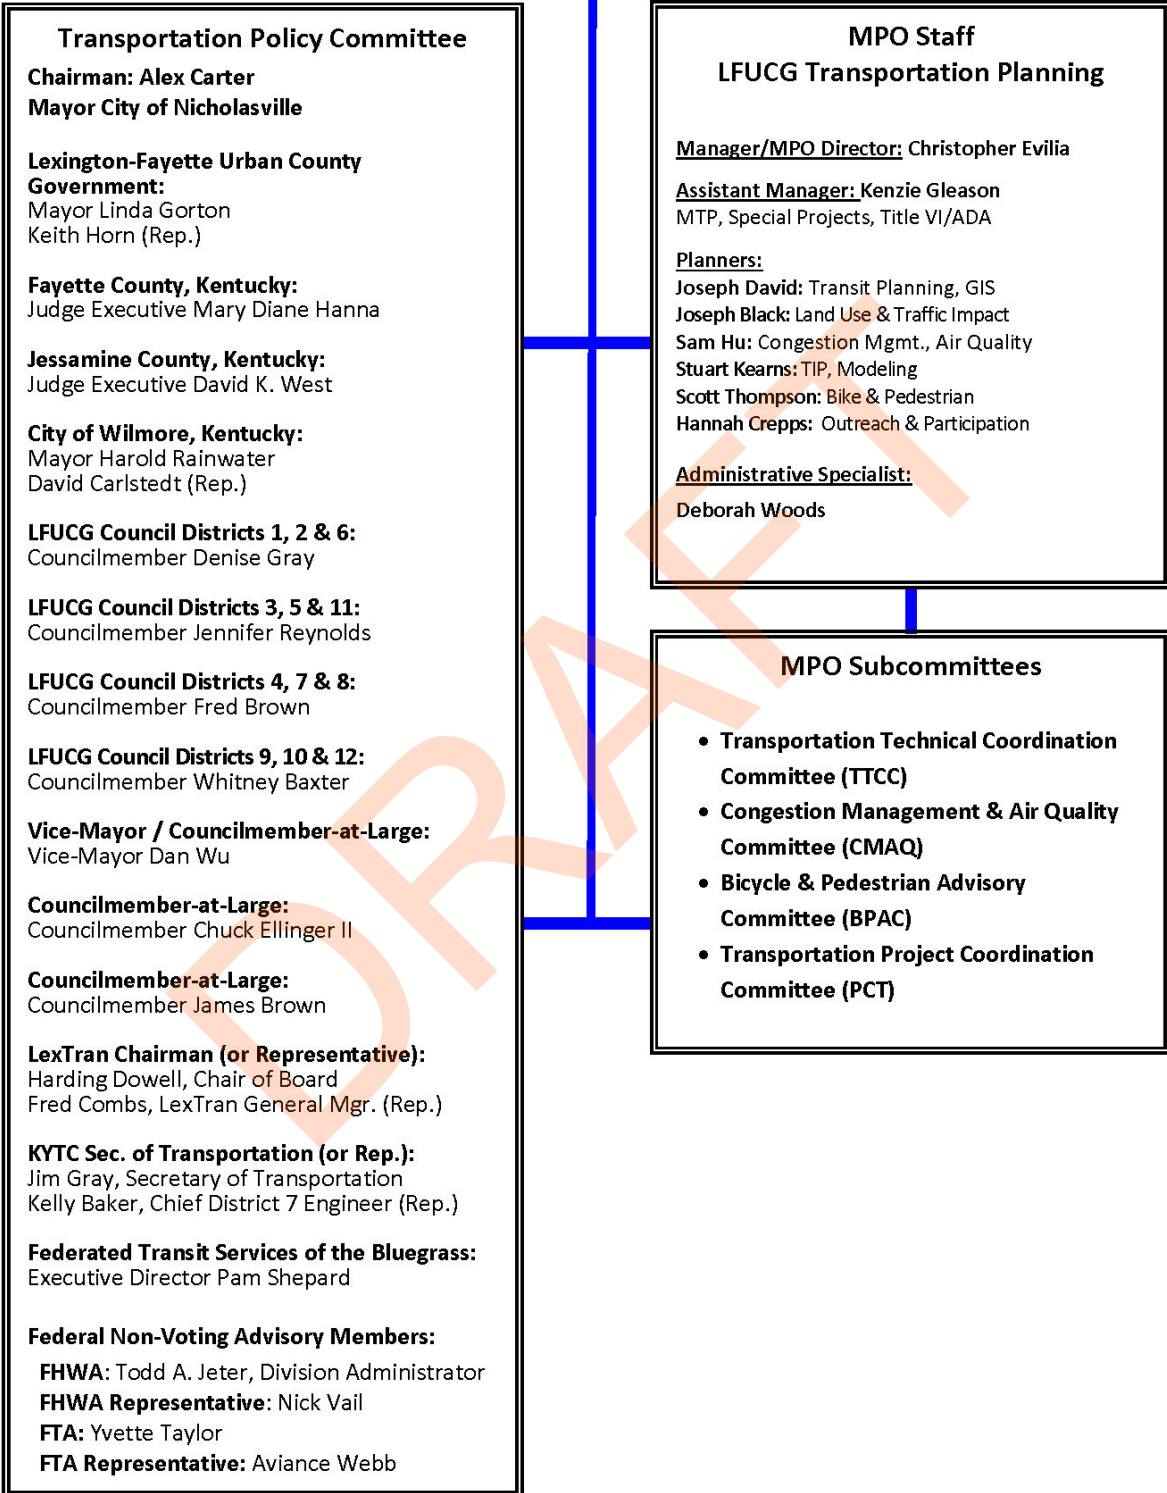 Transportation Policy Committee
Chairman: Alex Carter
Mayor City of Nicholasville
Lexington-Fayette Urban County
Government:
Mayor Linda Gorton
Keith Horn (Rep.)
Fayette County, Kentucky:
Judge Executive Mary Diane Hanna
Jessamine County, Kentucky:
Judge Executive David K. West
City of Wilmore, Kentucky:
Mayor Harold Rainwater
David Carlstedt (Rep.)
LFUCG Council Districts 1, 2 & 6:
Councilmember Denise Gray
LFUCG Council Districts 3, 5 & 11:
Councilmember Jennifer Reynolds
LFUCG Council Districts 4, 7 & 8:
Councilmember Fred Brown
LFUCG Council Districts 9, 10 & 12:
Councilmember Whitney Baxter
Vice-Mayor / Councilmember-at-Large:
Vice-Mayor Dan Wu
Councilmember-at-Large:
Councilmember Chuck Ellinger II
Councilmember-at-Large:
Councilmember James Brown
LexTran Chairman (or Representative):
Harding Dowell, Chair of Board
Fred Combs, LexTran General Mgr. (Rep.)
KYTC Sec. of Transportation (or Rep.):
Jim Gray, Secretary of Transportation
Kelly Baker, Chief District 7 Engineer (Rep.)
Federated Transit Services of the Bluegrass:
Executive Director Pam Shepard
Federal Non-Voting Advisory Members:
FHWA: Todd A. Jeter, Division Administrator
FHWA Representative: Nick Vail
FTA: Yvette Taylor
FTA Representative: Aviance Webb
MPO Staff
LFUCG Transportation Planning
Manager/MPO Director: Christopher Evilia
Assistant Manager: Kenzie Gleason
MTP, Special Projects, Title VI/ADA
Planners:
Joseph David: Transit Planning, GIS
Joseph Black: Land Use & Traffic Impact
Sam Hu: Congestion Mgmt., Air Quality
Stuart Kearns: TIP, Modeling
Scott Thompson: Bike & Pedestrian
Hannah Crepps: Outreach & Participation
Administrative Specialist:
Deborah Woods
MPO Subcommittees
• Transportation Technical Coordination
Committee (TTCC)
• Congestion Management & Air Quality
Committee (CMAQ)
• Bicycle & Pedestrian Advisory
Committee (BPAC)
• Transportation Project Coordination
Committee (PCT)
DRAFT